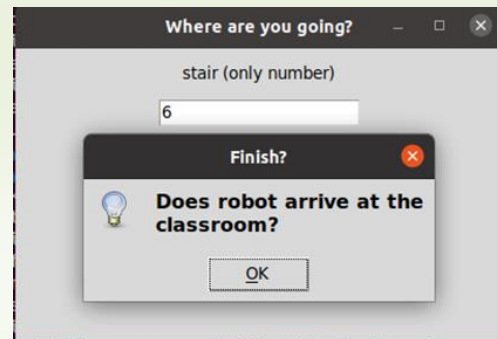 Where are you going?
stair (only number)
6
Finish?
Does robot arrive at the
classroom?
OK